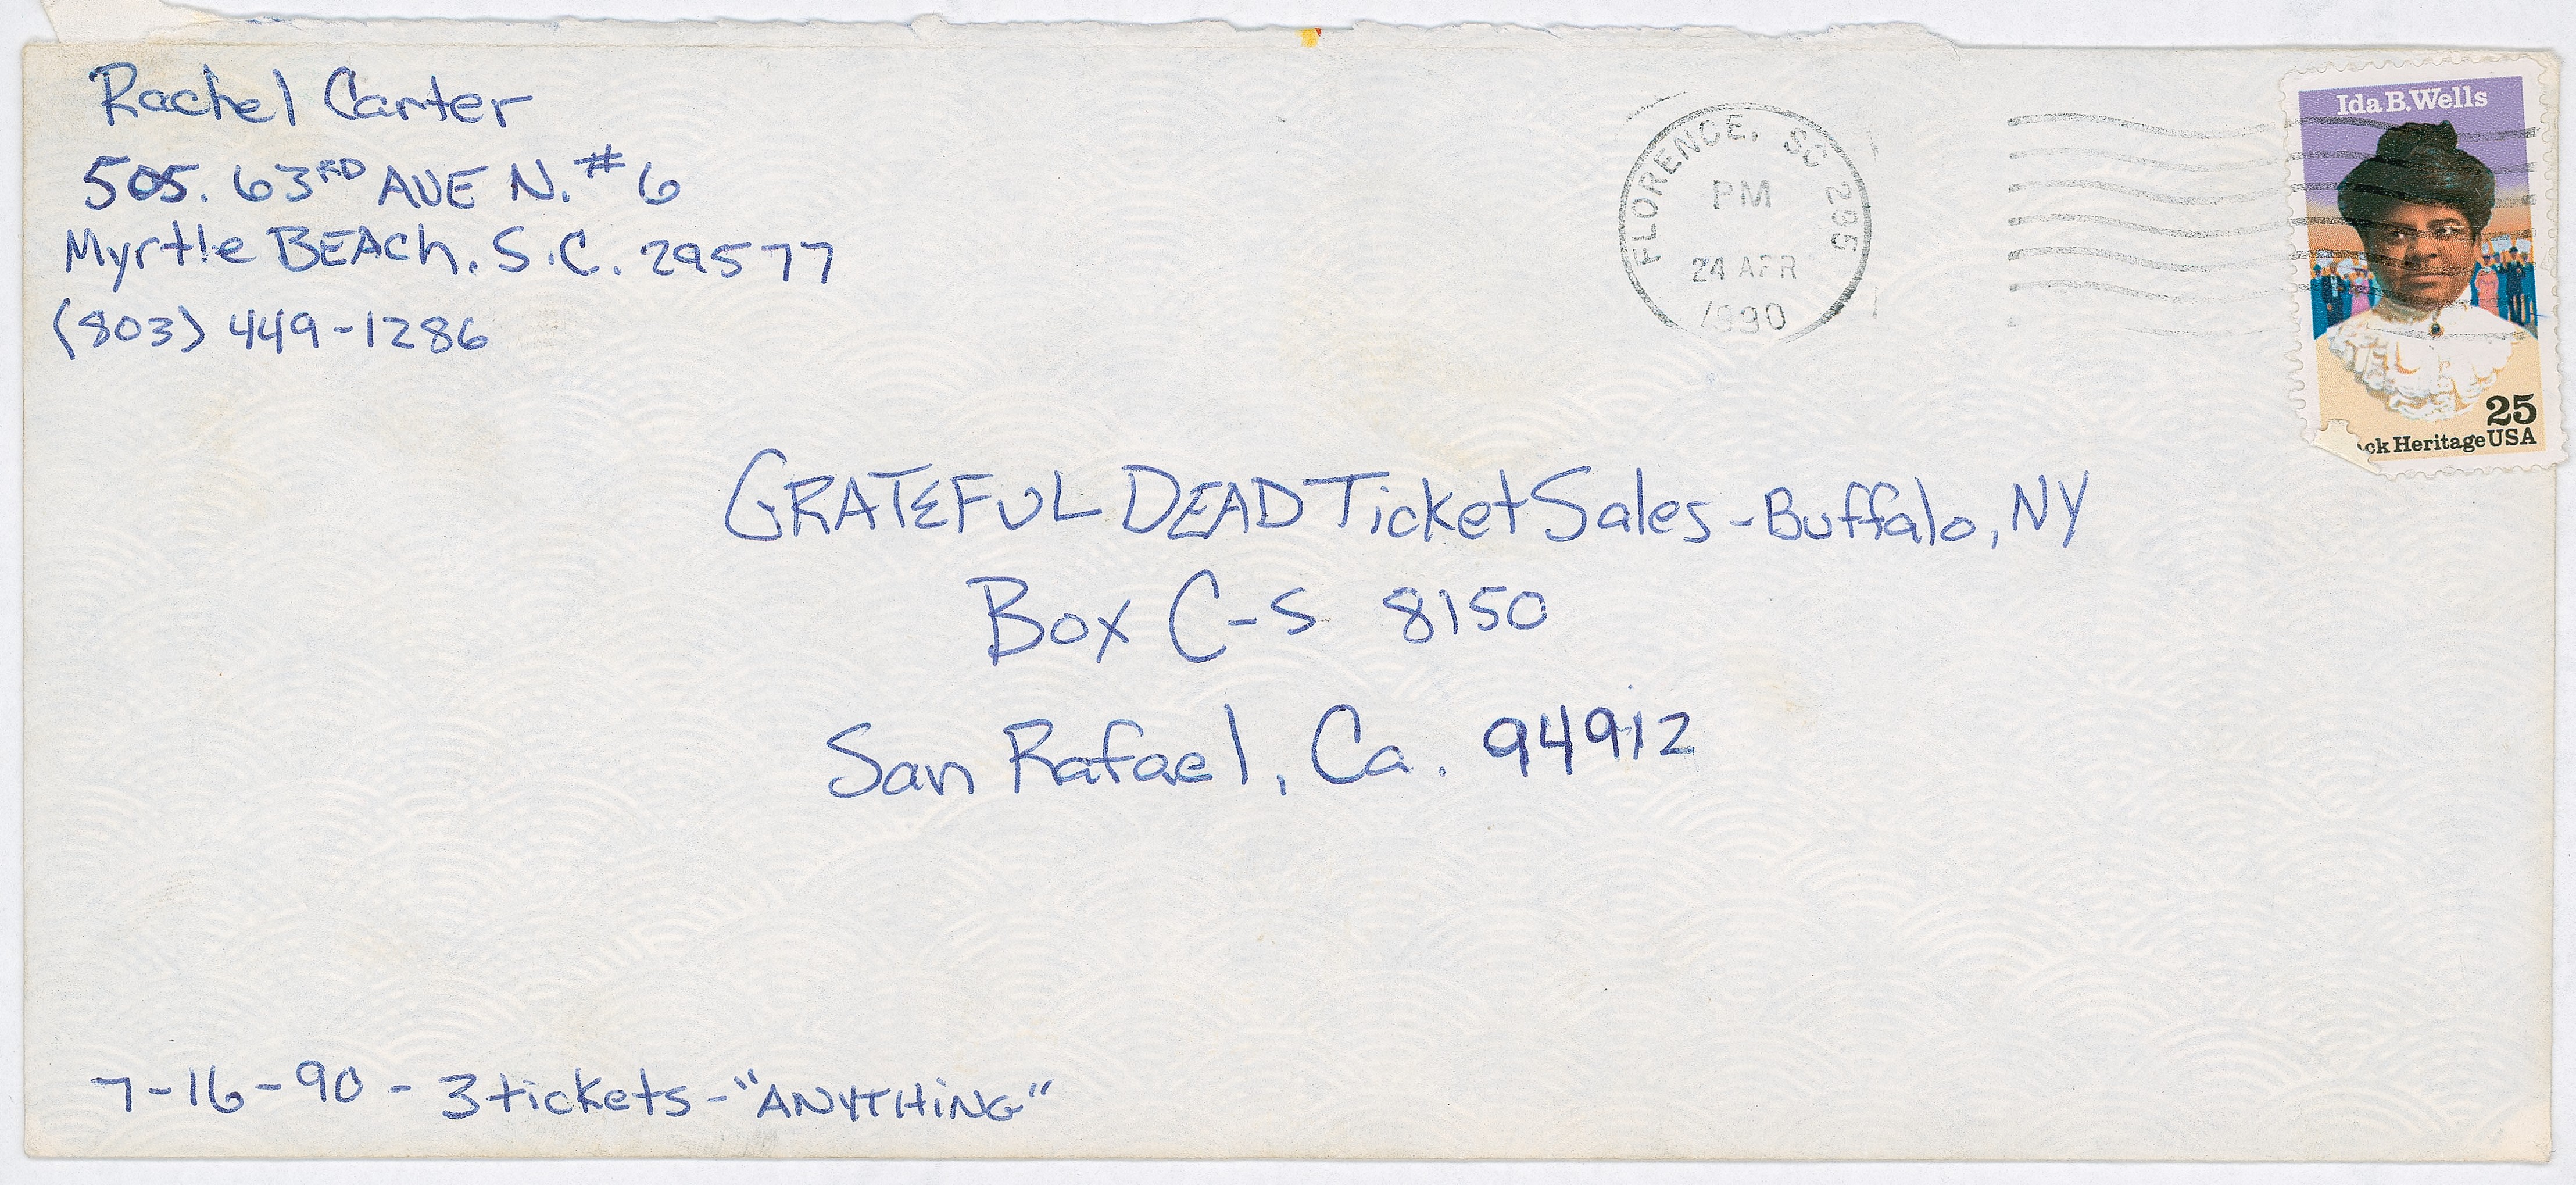 Rachel Carter
505. 63RD AVE N. #6
Myrtle BEACh. S.C. 29577
(803) 449-1286
FLORENCE, SC 295
PM
24 APR
1990
Ida B. Wells
25
ck Heritage USA
GRATEFUL DEAD Ticket Sales - Buffalo, NY
Box C-S 8150
San Rafael, Ca. 94912
7-16-90 - 3 tickets - "ANYTHiNG"